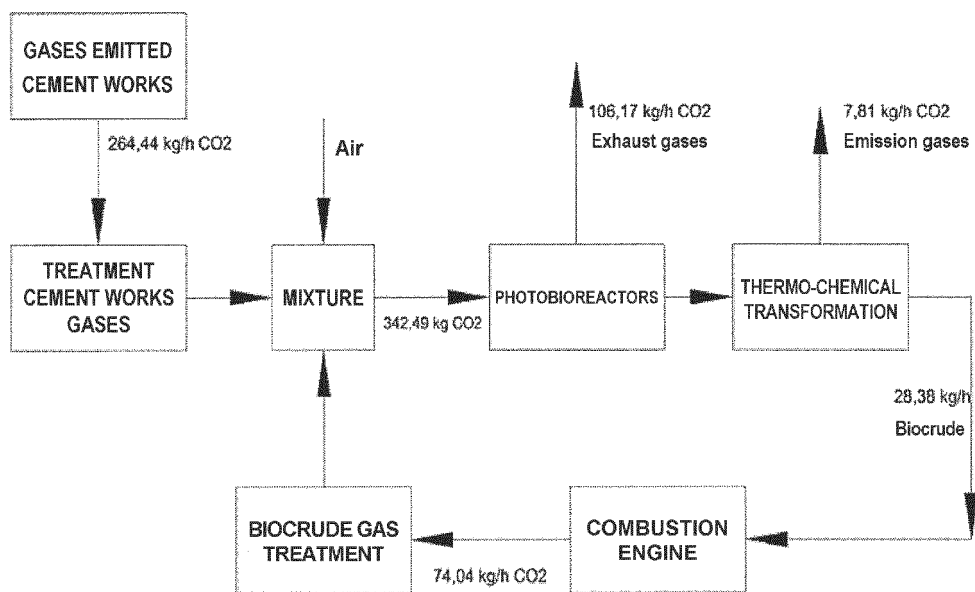 GASES EMITTED
CEMENT WORKS
264,44 kg/h CO2
Air
106,17 kg/h CO2
Exhaust gases
7,81 kg/h CO2
Emission gases
TREATMENT
CEMENT WORKS
GASES
MIXTURE
342,49 kg CO2
PHOTOBIOREACTORS
THERMO-CHEMICAL
TRANSFORMATION
28,38 kg/h
Biocrude
BIOCRUDE GAS
TREATMENT
74,04 kg/h CO2
COMBUSTION
ENGINE